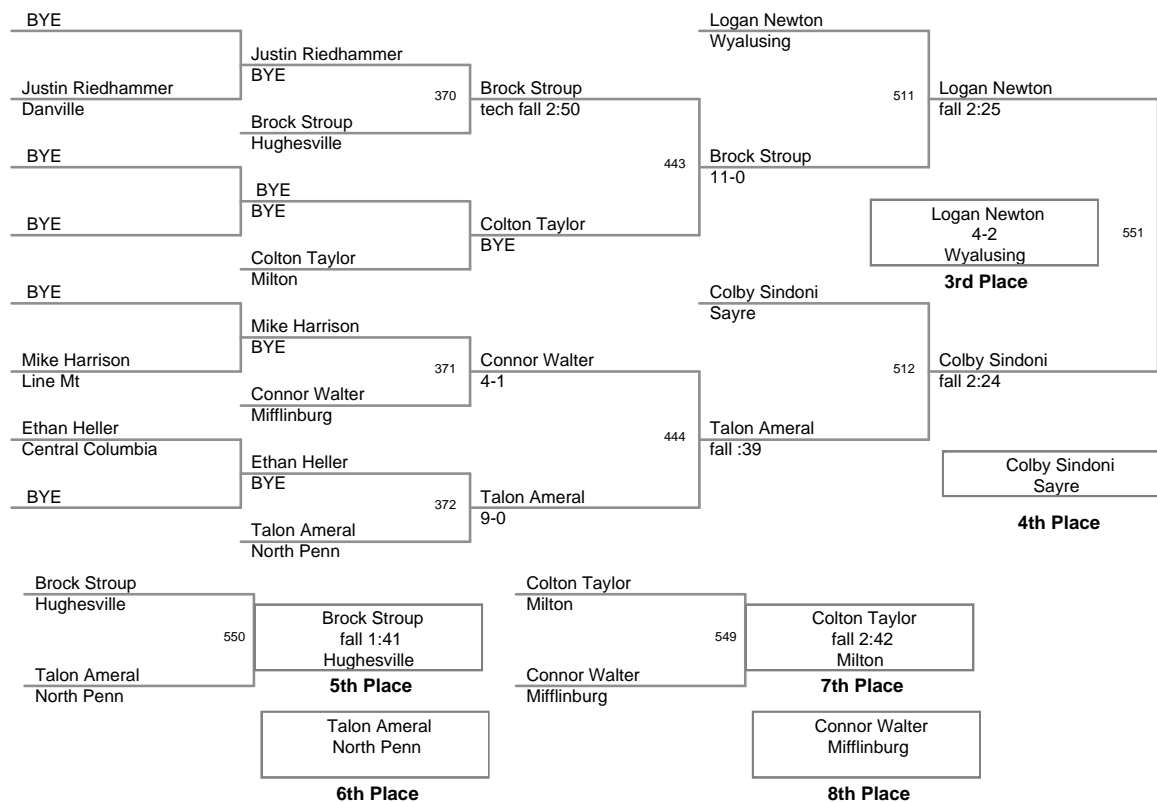 BYE
Justin Riedhammer
Danville
BYE
BYE
BYE
Mike Harrison
Line Mt
Ethan Heller
Central Columbia
BYE
Justin Riedhammer
BYE
370
Brock Stroup
Hughesville
BYE
BYE
Colton Taylor
Milton
Mike Harrison
BYE
371
Connor Walter
Mifflinburg
Ethan Heller
BYE
372
Talon Ameral
North Penn
Brock Stroup
tech fall 2:50
443
Colton Taylor
BYE
Connor Walter
4-1
444
Talon Ameral
9-0
Logan Newton
Wyalusing
511
Brock Stroup
11-0
Colby Sindoni
Sayre
512
Talon Ameral
fall :39
Logan Newton
fall 2:25
551
Colby Sindoni
fall 2:24
Logan Newton
4-2
Wyalusing
3rd Place
Colby Sindoni
Sayre
4th Place
Brock Stroup
Hughesville
550
Talon Ameral
North Penn
Brock Stroup
fall 1:41
Hughesville
5th Place
Talon Ameral
North Penn
6th Place
Colton Taylor
Milton
549
Connor Walter
Mifflinburg
Colton Taylor
fall 2:42
Milton
7th Place
Connor Walter
Mifflinburg
8th Place